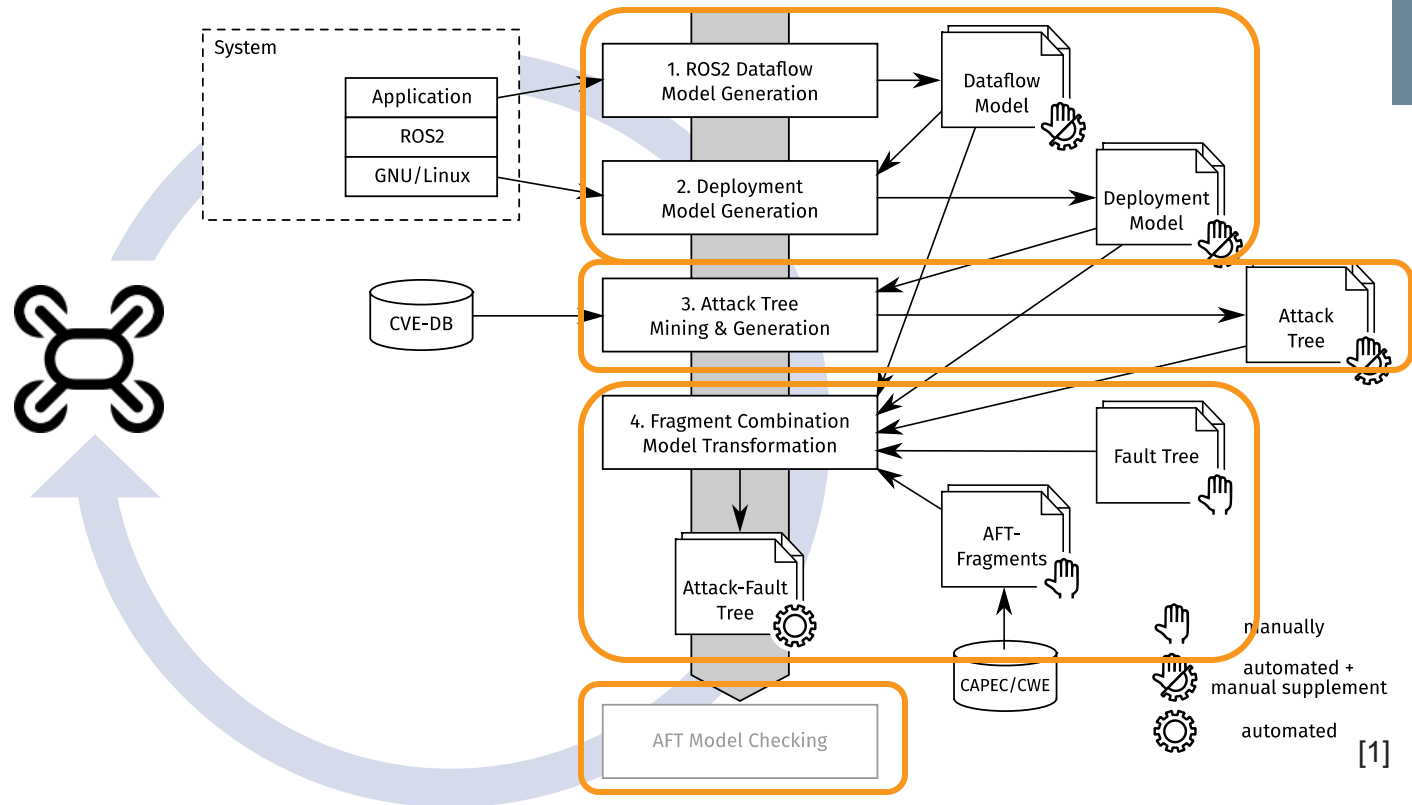 System
Application
ROS2
GNU/Linux
1. ROS2 Dataflow
Model Generation
Dataflow
Model
2. Deployment
Model Generation
Deployment
Model
CVE-DB
3. Attack Tree
Mining & Generation
Attack
Tree
4. Fragment Combination
Model Transformation
Fault Tree
AFT-
Fragments
Attack-Fault
Tree
CAPEC/CWE
manually
automated +
manual supplement
automated
AFT Model Checking
[1]